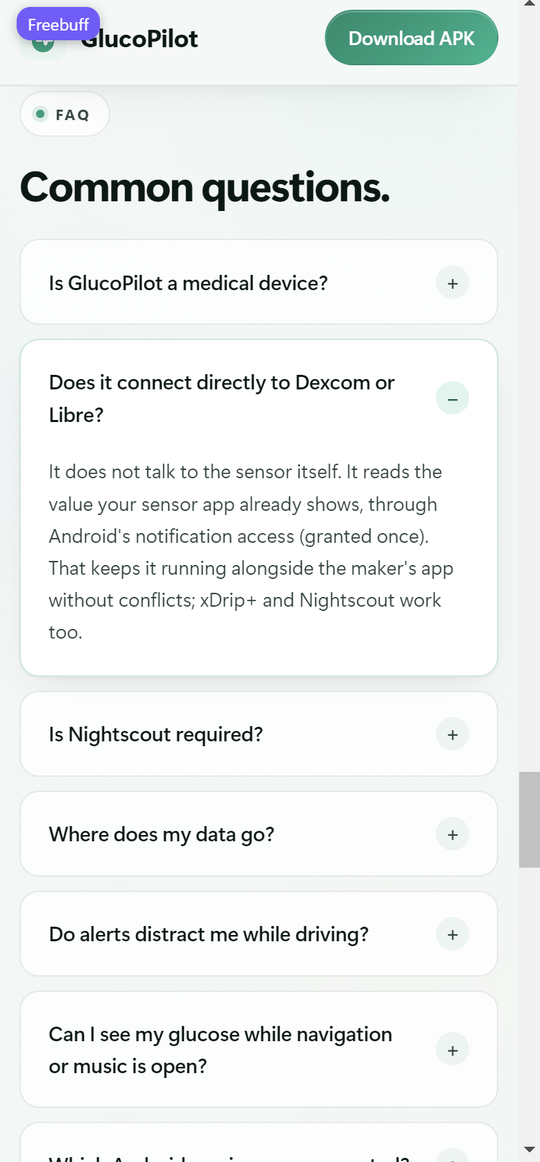 Freebuff
GlucoPilot
Download APK
FAQ
Common questions.
Is GlucoPilot a medical device?
+
Does it connect directly to Dexcom or
Libre?
–
It does not talk to the sensor itself. It reads the
value your sensor app already shows, through
Android's notification access (granted once).
That keeps it running alongside the maker's app
without conflicts; xDrip+ and Nightscout work
too.
Is Nightscout required?
+
Where does my data go?
+
Do alerts distract me while driving?
+
Can I see my glucose while navigation
or music is open?
+
Which Android